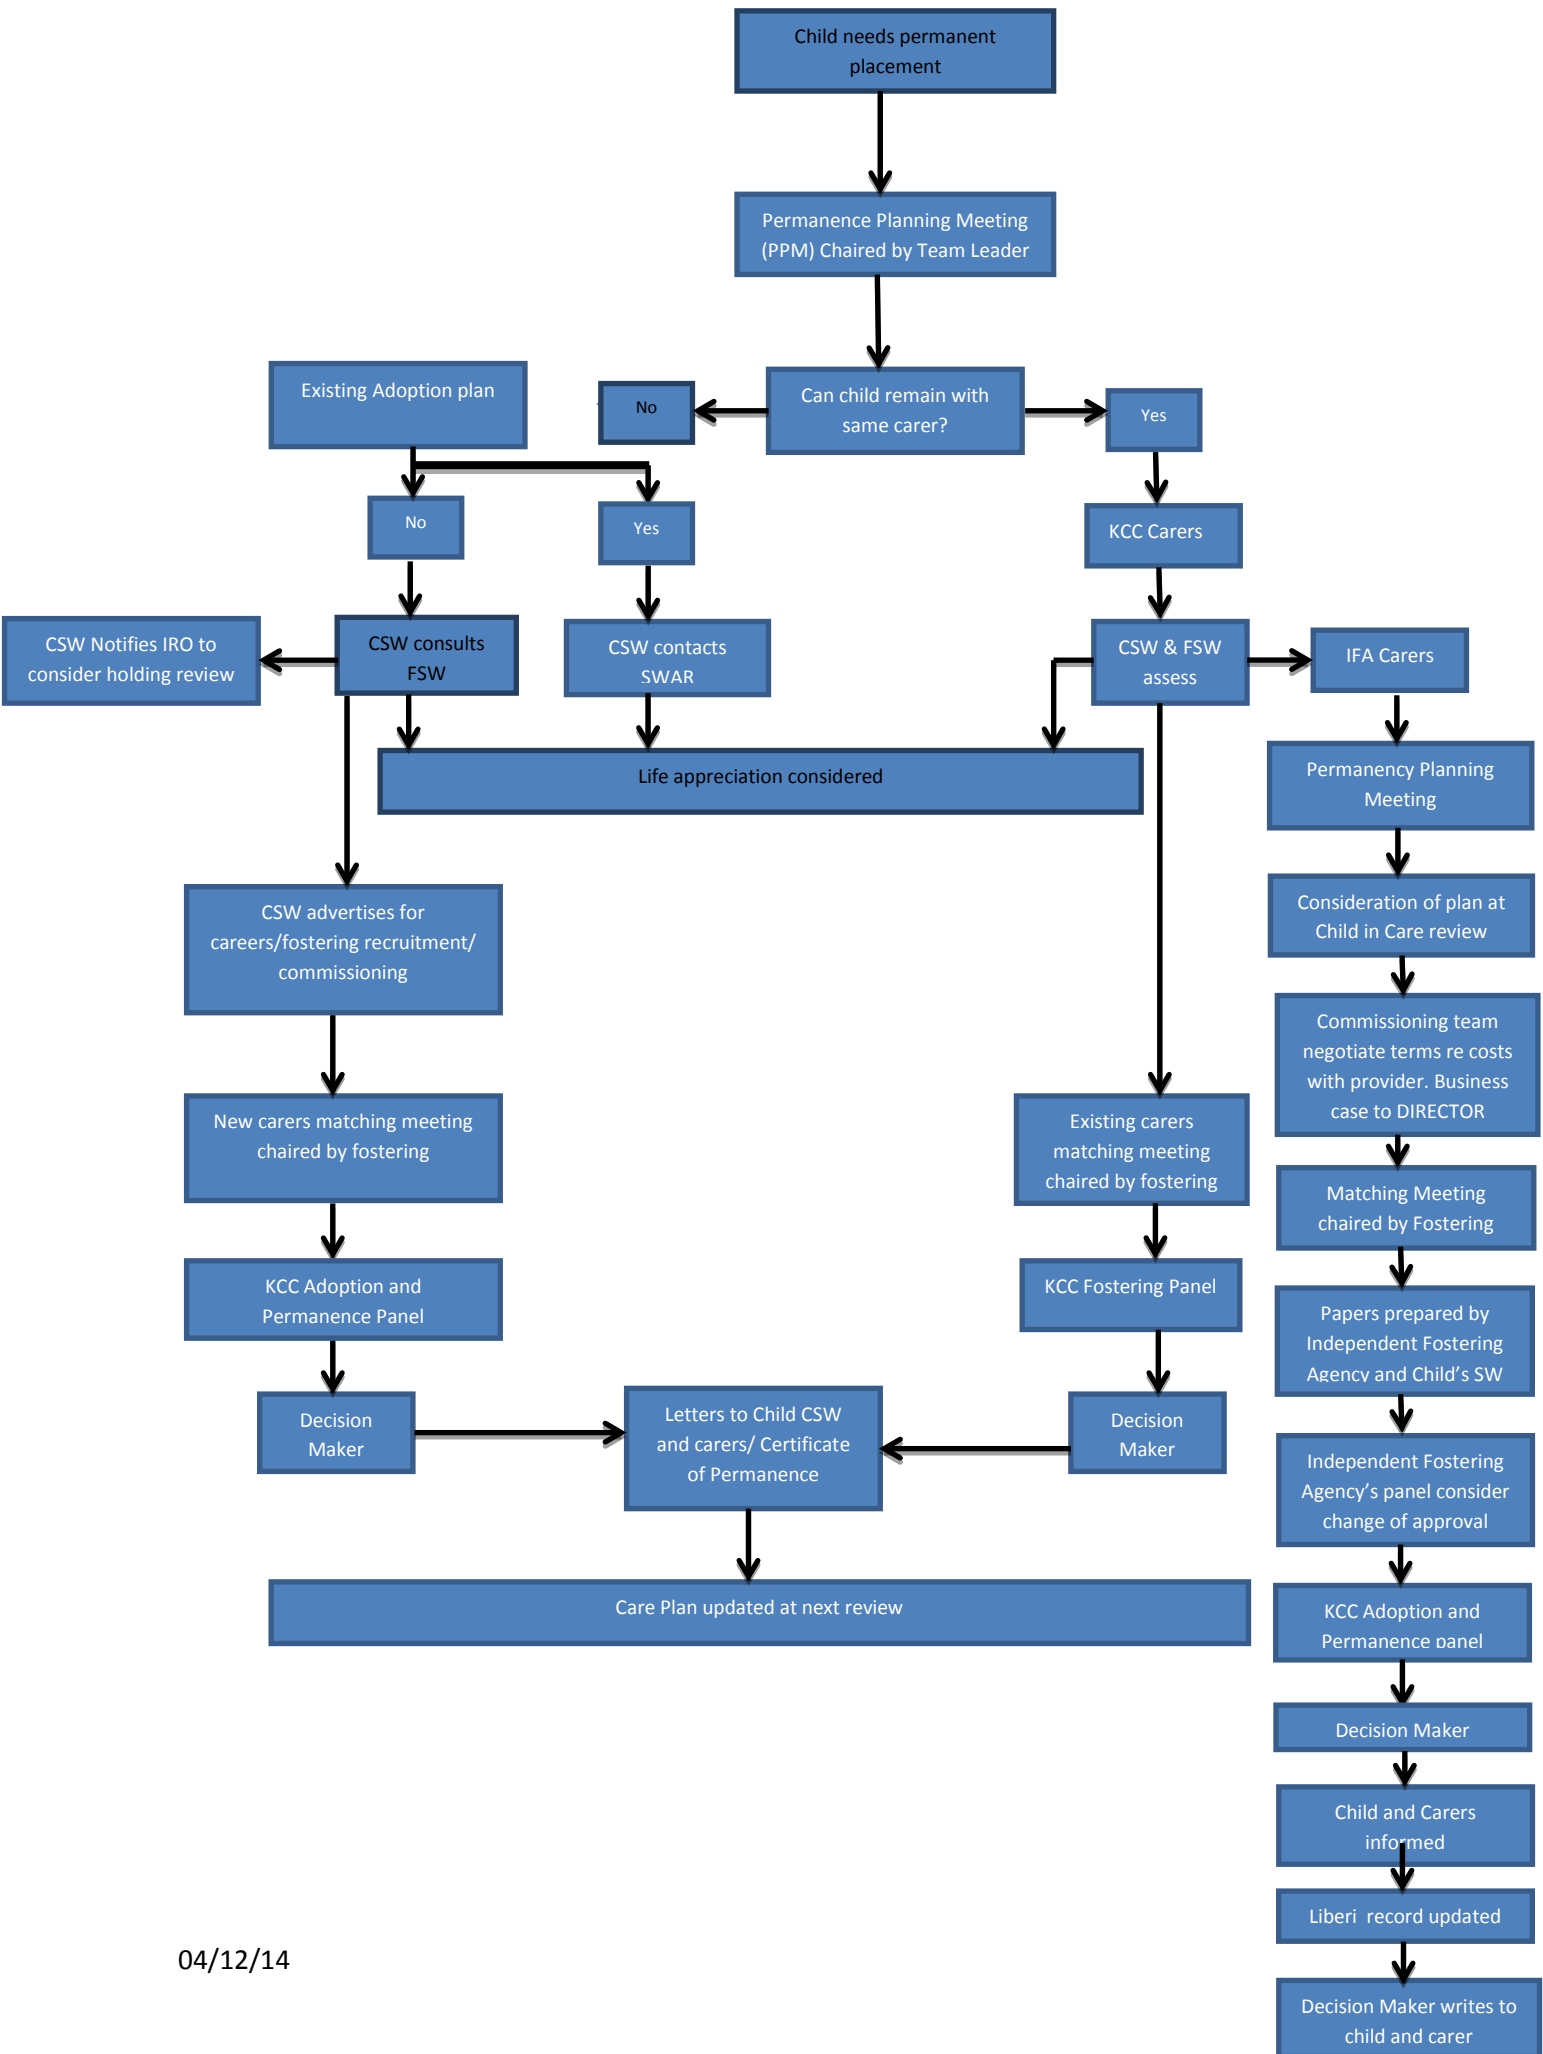 Child needs permanent
placement
Permanence Planning Meeting
(PPM) Chaired by Team Leader
Existing Adoption plan
No
Can child remain with
same carer?
Yes
No
Yes
KCC Carers
CSW Notifies IRO to
consider holding review
CSW consults
FSW
CSW contacts
SWAR
CSW & FSW
assess
IFA Carers
Life appreciation considered
Permanency Planning
Meeting
CSW advertises for
careers/fostering recruitment/
commissioning
Consideration of plan at
Child in Care review
Commissioning team
negotiate terms re costs
with provider. Business
case to DIRECTOR
New carers matching meeting
chaired by fostering
Existing carers
matching meeting
chaired by fostering
Matching Meeting
chaired by Fostering
KCC Adoption and
Permanence Panel
KCC Fostering Panel
Papers prepared by
Independent Fostering
Agency and Child's SW
Decision
Maker
Letters to Child CSW
and carers/ Certificate
of Permanence
Decision
Maker
Independent Fostering
Agency's panel consider
change of approval
Care Plan updated at next review
KCC Adoption and
Permanence panel
Decision Maker
Child and Carers
informed
Liberi record updated
04/12/14
Decision Maker writes to
child and carer